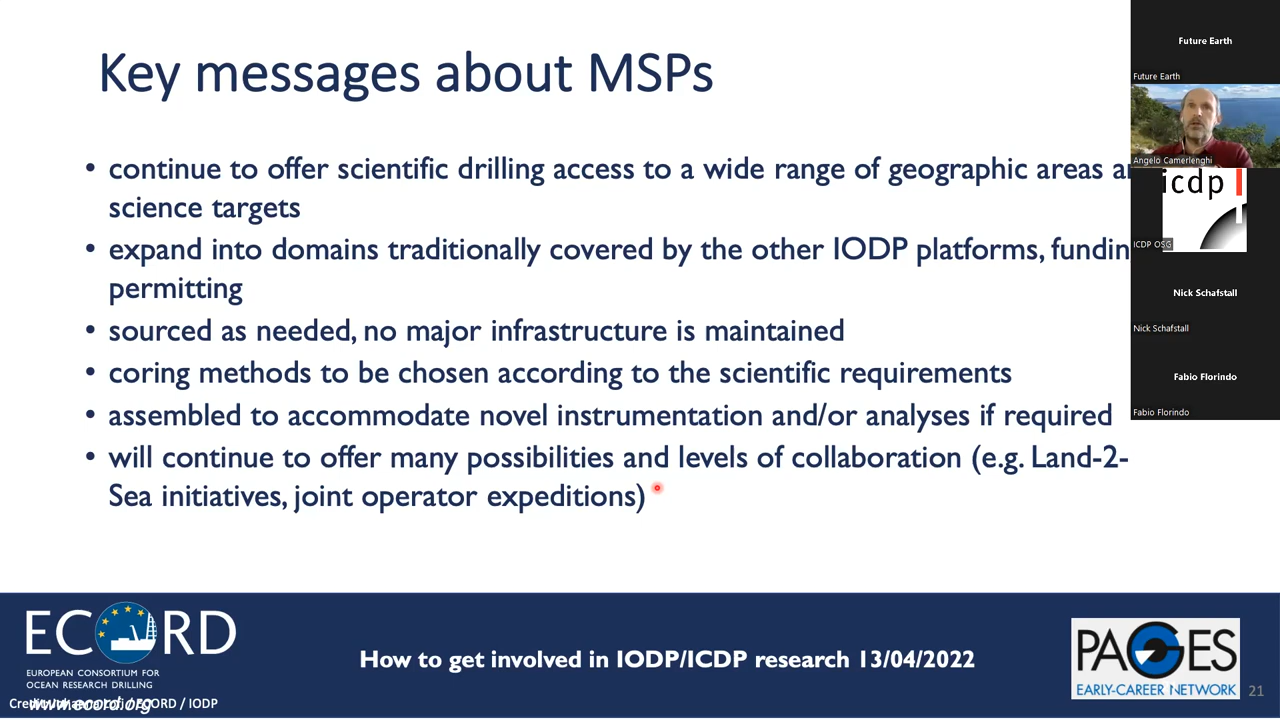 Key messages about MSPs
• continue to offer scientific drilling access to a wide range of geographic areas
science targets
• expand into domains traditionally covered by the other IODP platforms, fundin
permitting
• sourced as needed, no major infrastructure is maintained
• coring methods to be chosen according to the scientific requirements
• assembled to accommodate novel instrumentation and/or analyses if required
• will continue to offer many possibilities and levels of collaboration (e.g. Land-2-
Sea initiatives, joint operator expeditions)
Future Earth
Future Earth
Angelo Camerlenghi
icdp
ICDP OSG
Nick Schafstall
Nick Schafstall
Fabio Florindo
Fabio Florindo
ECORD
EUROPEAN CONSORTIUM FOR
OCEAN RESEARCH DRILLING
www.ecord.org
/ ECORD / IODP
How to get involved in IODP/ICDP research 13/04/2022
PAGES
EARLY-CAREER NETWORK
21